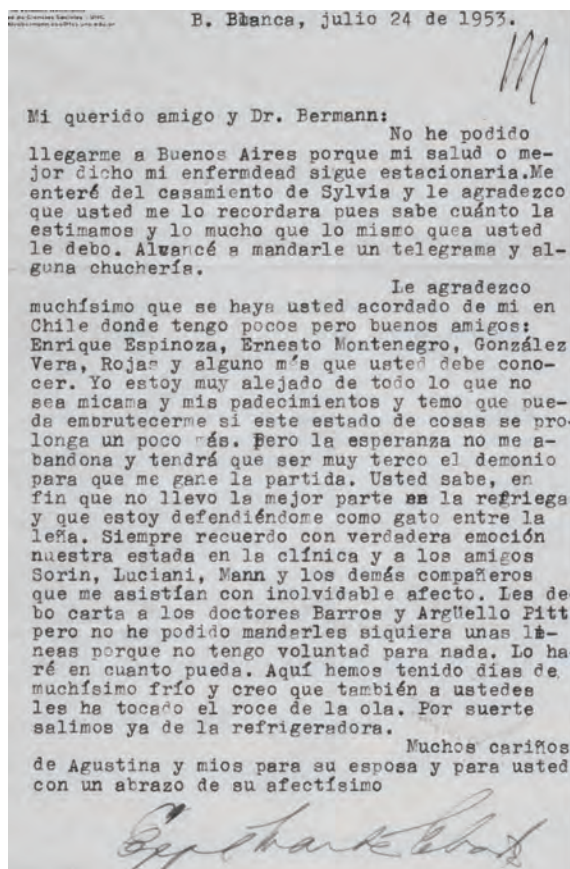 B. Bbanca, julio 24 de 1953.
Mi querido amigo y Dr. Bermann:
No he podido
llegarme a Buenos Aires porque mi salud o me-
jor dicho mi enfermdead sigue estacionaria.Me
enteré del casamiento de Sylvia y le agradezco
que usted me lo recordara pues sabe cuánto la
estimamos y lo mucho que lo mismo quea usted
le debo. Alcancé a mandarle un telegrama y al-
guna chuchería.
Le agradezco
muchísimo que se haya usted acordado de mi en
Chile donde tengo pocos pero buenos amigos:
Enrique Espinoza, Ernesto Montenegro, González
Vera, Rojas y alguno más que usted debe cono-
cer. Yo estoy muy alejado de todo lo que no
sea micama y mis padecimientos y temo que pue-
da embrutecerme si este estado de cosas se pro-
longa un poco más. Pero la esperanza no me a-
bandona y tendrá que ser muy terco el demonio
para que me gane la partida. Usted sabe, en
fin que no llevo la mejor parte en la refriega
y que estoy defendiéndome como gato entre la
leña. Siempre recuerdo con verdadera emoción
nuestra estada en la clínica y a los amigos
Sorin, Luciani, Mann y los demás compañeros
que me asistían con inolvidable afecto. Les de
bo carta a los doctores Barros y Argüello Pitt
pero no he podido manderles siquiera unas lí-
neas porque no tengo voluntad para nada. Lo ha
ré en cuanto pueda. Aquí hemos tenido días de
muchísimo frío y creo que también a ustedes
les ha tocado el roce de la ola. Por suerte
salimos ya de la refrigeradora.
Muchos cariños
de Agustina y mios para su esposa y para usted
con un abrazo de su afectísimo